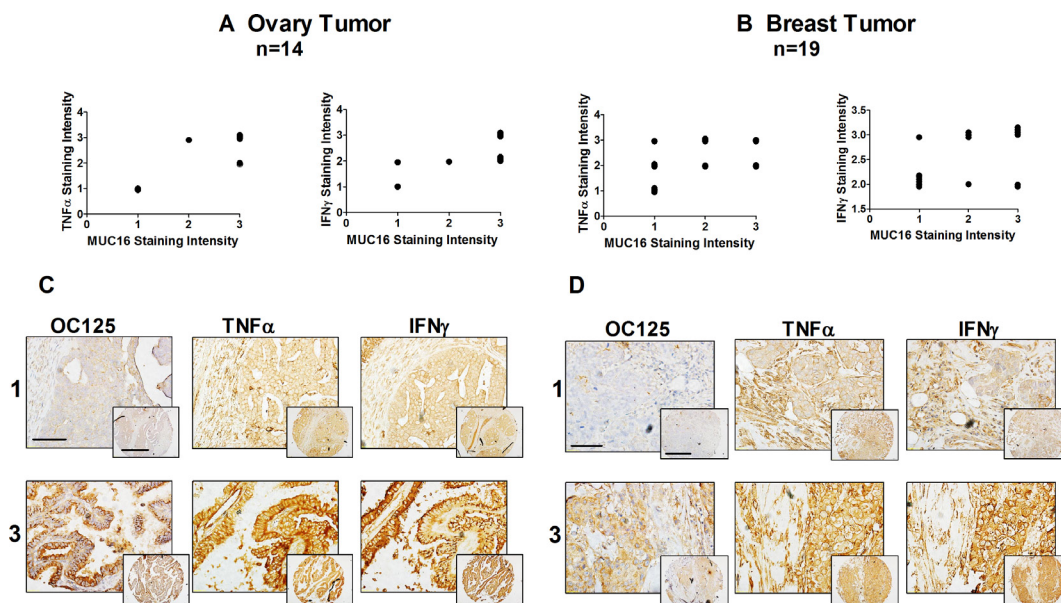 A Ovary Tumor
n=14
B Breast Tumor
n=19
TNFα Staining Intensity
4
3
2
1
0
0 1 2 3
MUC16 Staining Intensity
IFNγ Staining Intensity
4
3
2
1
0
0 1 2 3
MUC16 Staining Intensity
TNFα Staining Intensity
4
3
2
1
0
0 1 2 3
MUC16 Staining Intensity
IFNγ Staining Intensity
3.5
3.0
2.5
2.0
1.5
0 1 2 3
MUC16 Staining Intensity
C
OC125 TNFα IFNγ
1
3
D
OC125 TNFα IFNγ
1
3